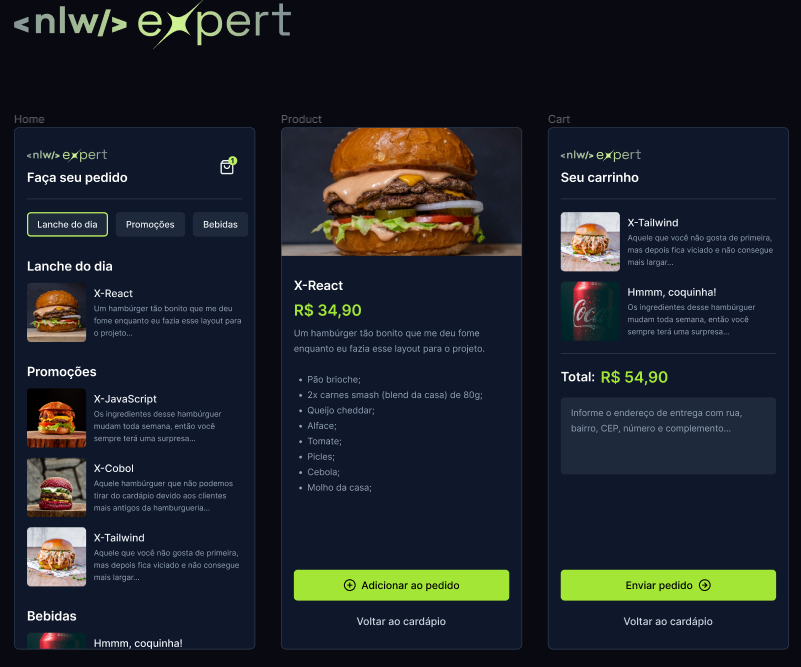 <nlw/> expert
Home
<nlw/> expert
1
Faça seu pedido
Lanche do dia
Promoções
Bebidas
Lanche do dia
X-React
Um hambúrger tão bonito que me deu
fome enquanto eu fazia esse layout para
o projeto...
Promoções
X-JavaScript
Os ingredientes desse hambúrguer
mudam toda semana, então você
sempre terá uma surpresa...
X-Cobol
Aquele hambúrguer que não podemos
tirar do cardápio devido aos clientes
mais antigos da hamburgueria...
X-Tailwind
Aquele que você não gosta de primeira,
mas depois fica viciado e não consegue
mais largar...
Bebidas
Hmmm, coquinha!
Product
X-React
R$ 34,90
Um hambúrger tão bonito que me deu fome
enquanto eu fazia esse layout para o projeto.
• Pão brioche;
• 2x carnes smash (blend da casa) de 80g;
• Queijo cheddar;
• Alface;
• Tomate;
• Picles;
• Cebola;
• Molho da casa;
Adicionar ao pedido
Voltar ao cardápio
Cart
<nlw/> expert
Seu carrinho
X-Tailwind
Aquele que você não gosta de primeira,
mas depois fica viciado e não consegue
mais largar...
Hmmm, coquinha!
Os ingredientes desse hambúrguer
mudam toda semana, então você
sempre terá uma surpresa...
Total: R$ 54,90
Informe o endereço de entrega com rua,
bairro, CEP, número e complemento...
Enviar pedido
Voltar ao cardápio